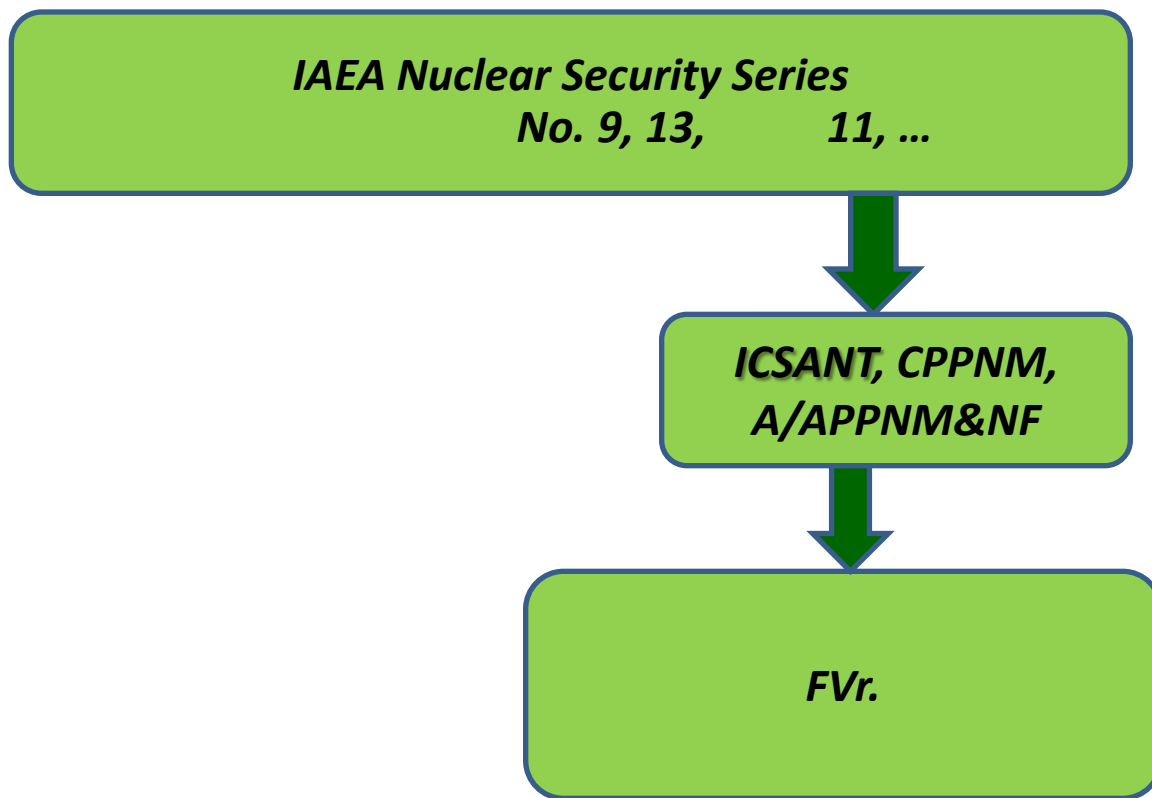 IAEA Nuclear Security Series
No. 9, 13, 11, …
ICSANT, CPPNM,
A/APPNM&NF
FVr.